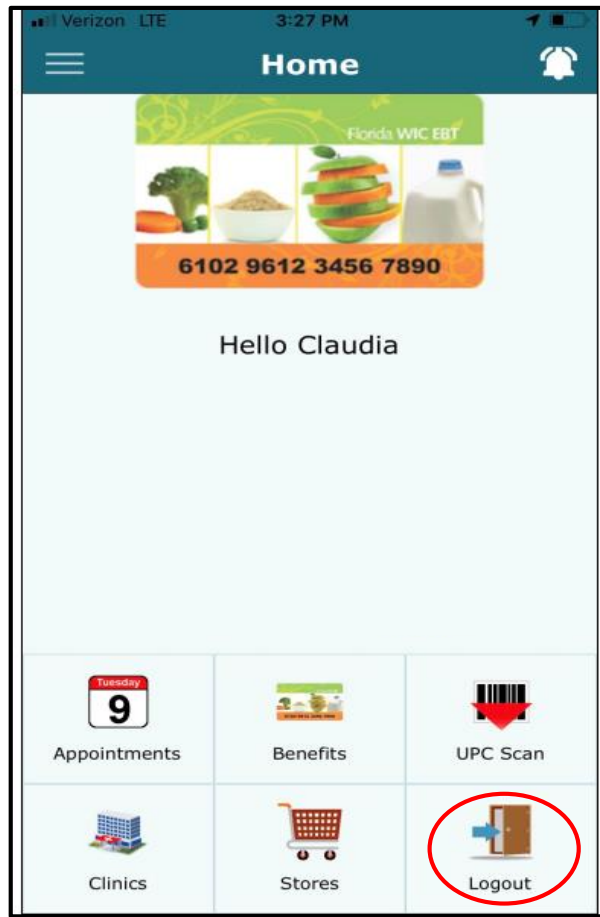 Verizon LTE 3:27 PM
Home
Florida WIC EBT
6102 9612 3456 7890
Hello Claudia
Tuesday
9
Appointments Benefits UPC Scan
Clinics Stores Logout